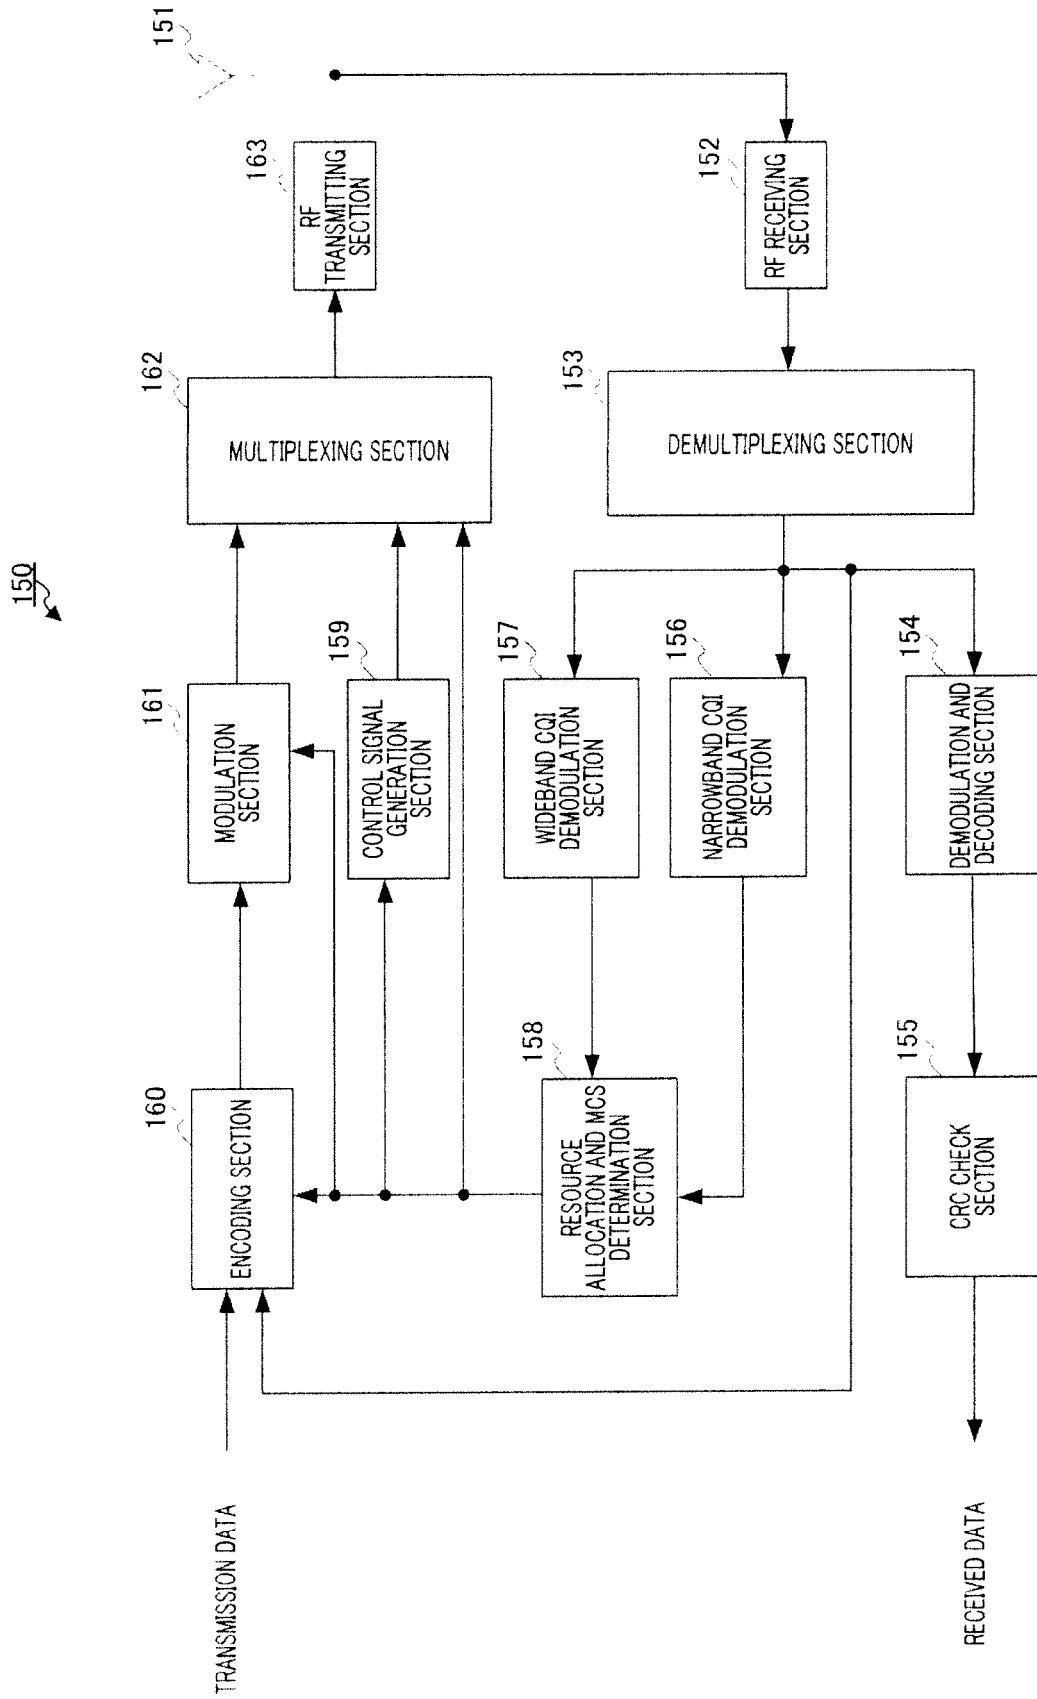 150
TRANSMISSION DATA
160
ENCODING SECTION
161
MODULATION
SECTION
162
MULTIPLEXING SECTION
163
RF
TRANSMITTING
SECTION
151
159
CONTROL SIGNAL
GENERATION
SECTION
158
RESOURCE
ALLOCATION AND MCS
DETERMINATION
SECTION
157
WIDEBAND CQI
DEMODULATION
SECTION
156
NARROWBAND CQI
DEMODULATION
SECTION
153
DEMULTIPLEXING SECTION
152
RF RECEIVING
SECTION
RECEIVED DATA
155
CRC CHECK
SECTION
154
DEMODULATION AND
DECODING SECTION